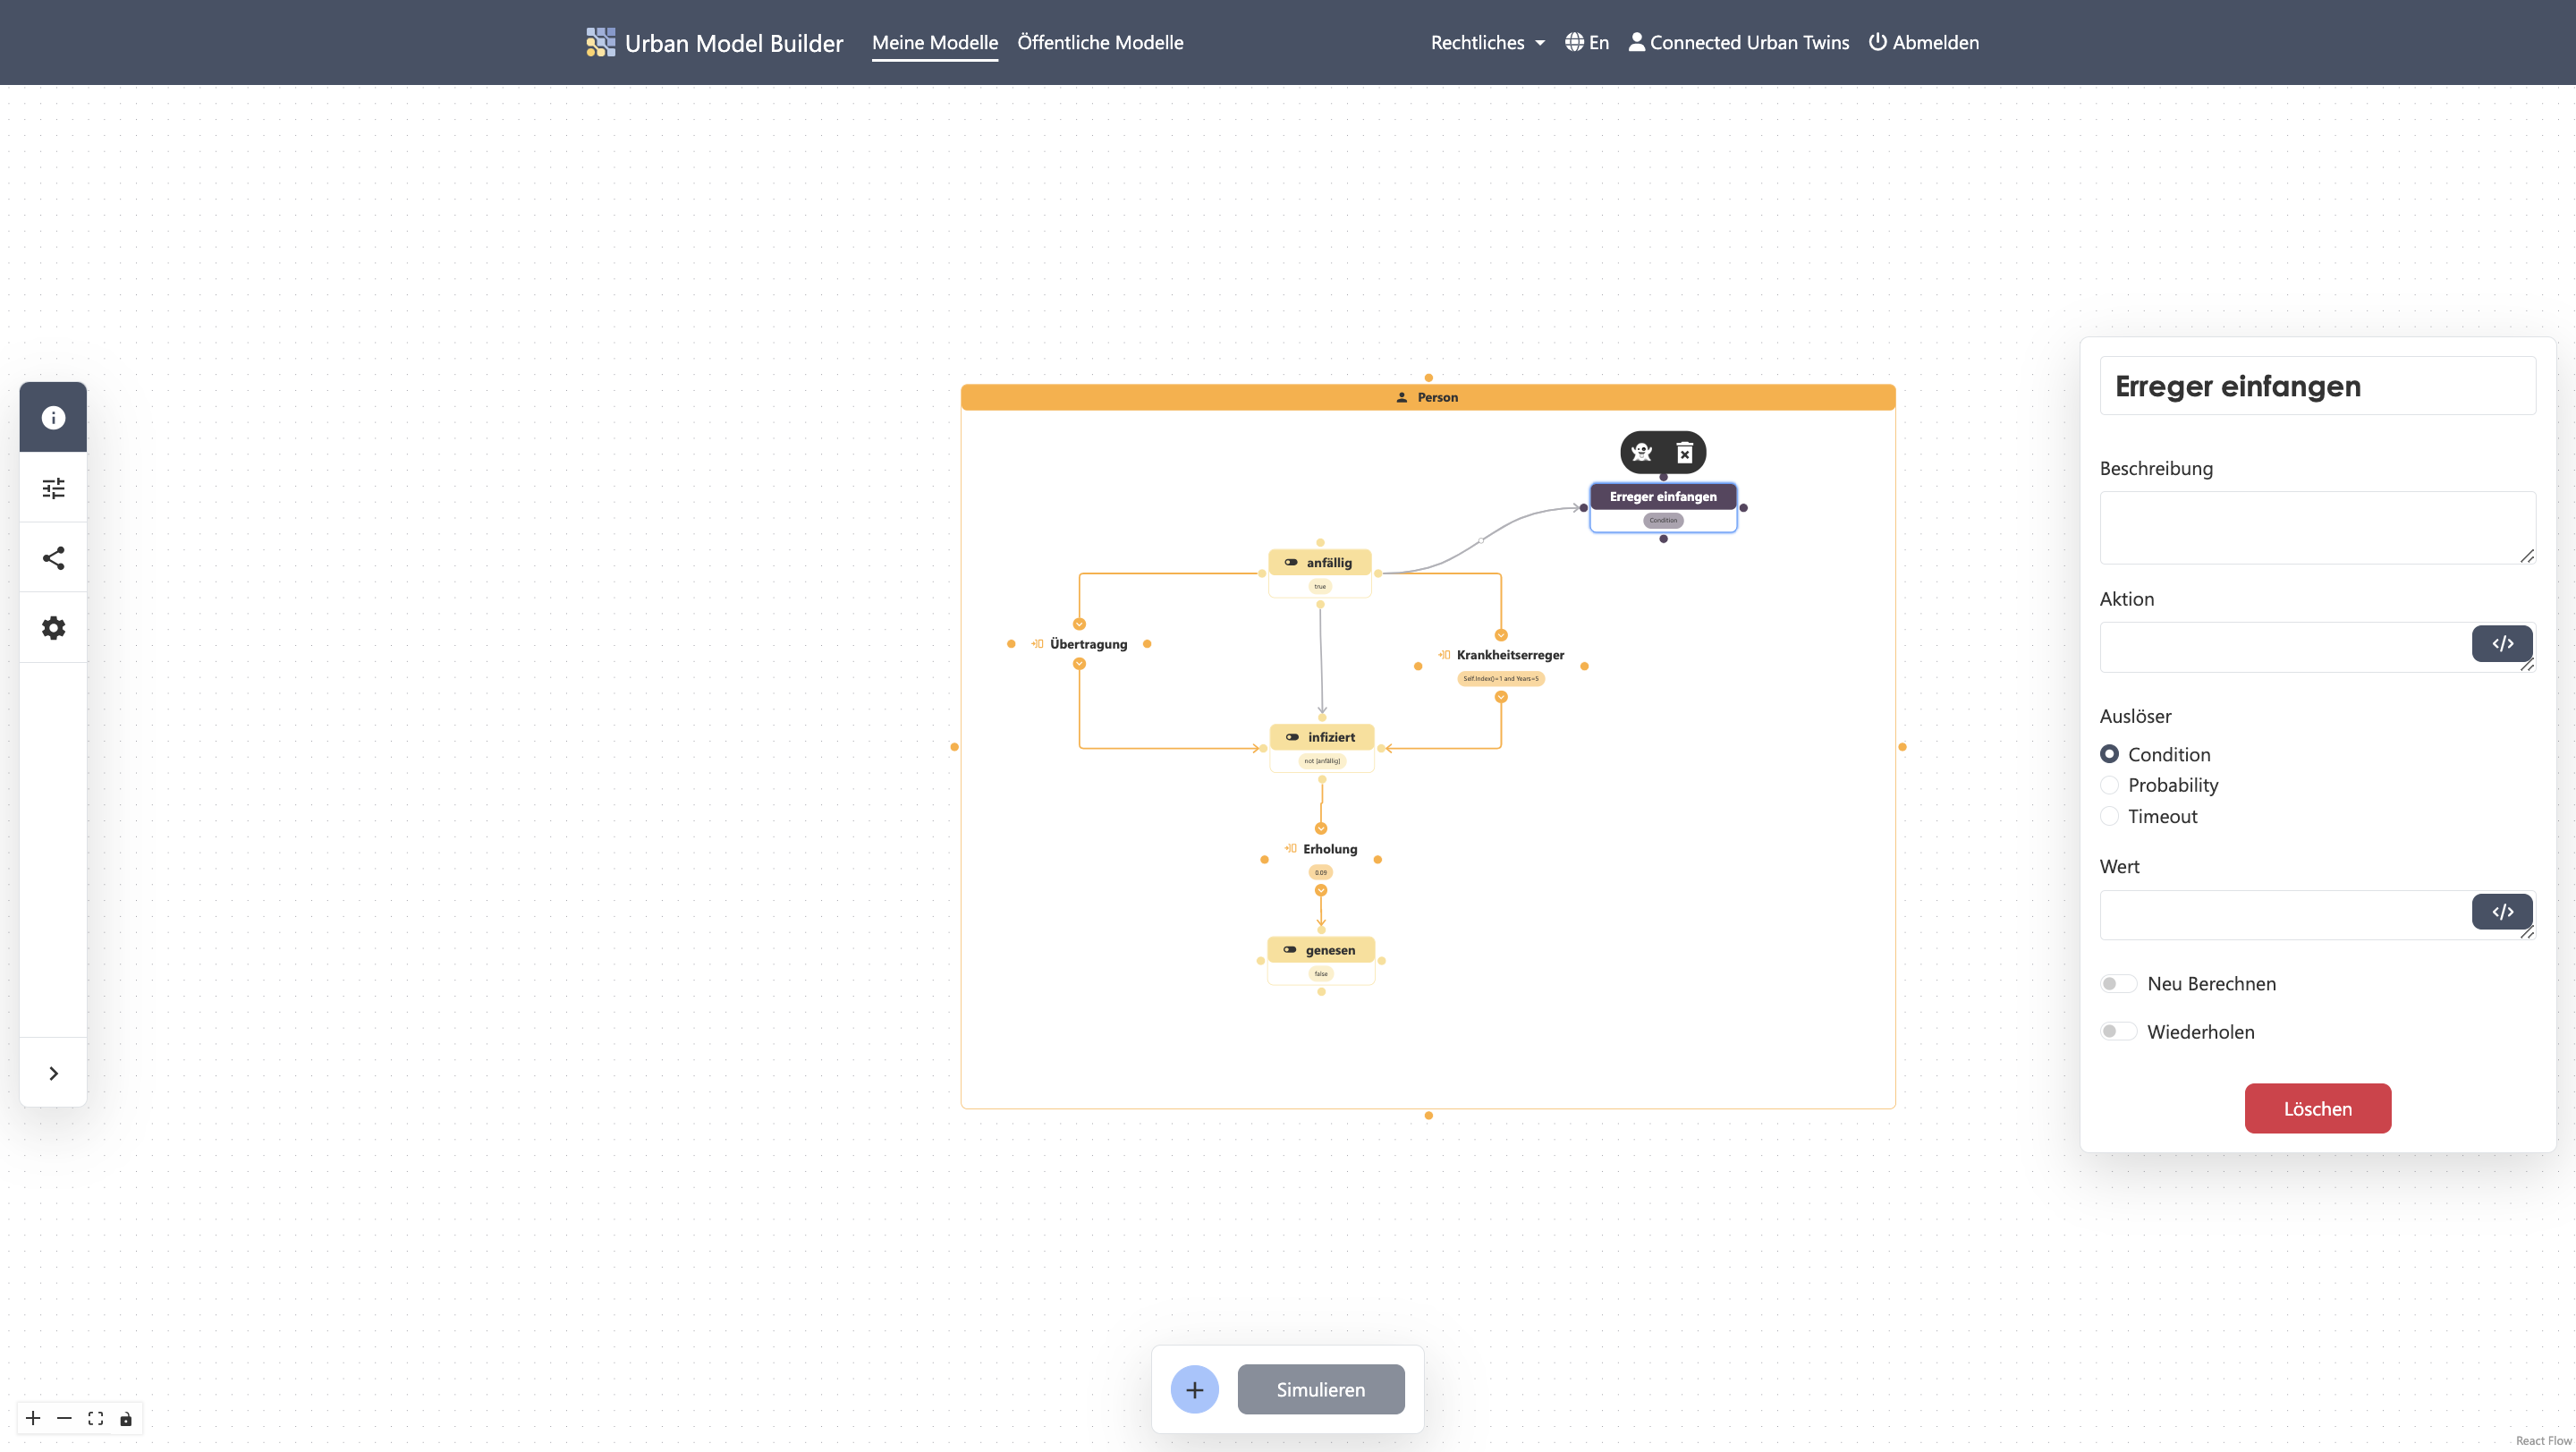 Urban Model Builder
Meine Modelle
Öffentliche Modelle
Rechtliches
En
Connected Urban Twins
Abmelden
Person
Erreger einfangen
Condition
anfällig
true
Übertragung
Krankheitserreger
Self.Index()=1 and Years=5
infiziert
not [anfällig]
Erholung
0.09
genesen
false
Erreger einfangen
Beschreibung
Aktion
</>
Auslöser
Condition
Probability
Timeout
Wert
</>
Neu Berechnen
Wiederholen
Löschen
Simulieren
React Flow